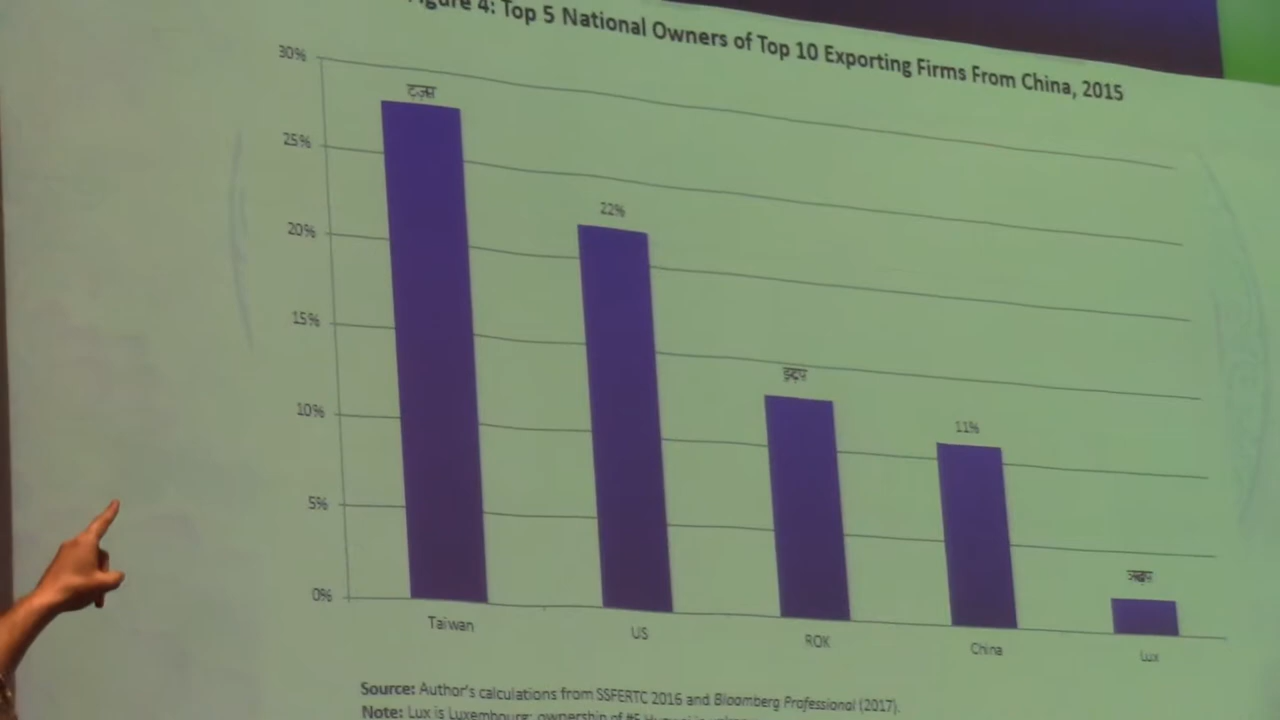 4: Top 5 National Owners of Top 10 Exporting Firms From China, 2015
30%
25%
20%
15%
10%
5%
0%
22%
11%
Taiwan
US
ROK
China
Lux
Source: Author's calculations from SSFERTC 2016 and Bloomberg Professional (2017).
Note: Lux is Luxembourg; ownership of #5